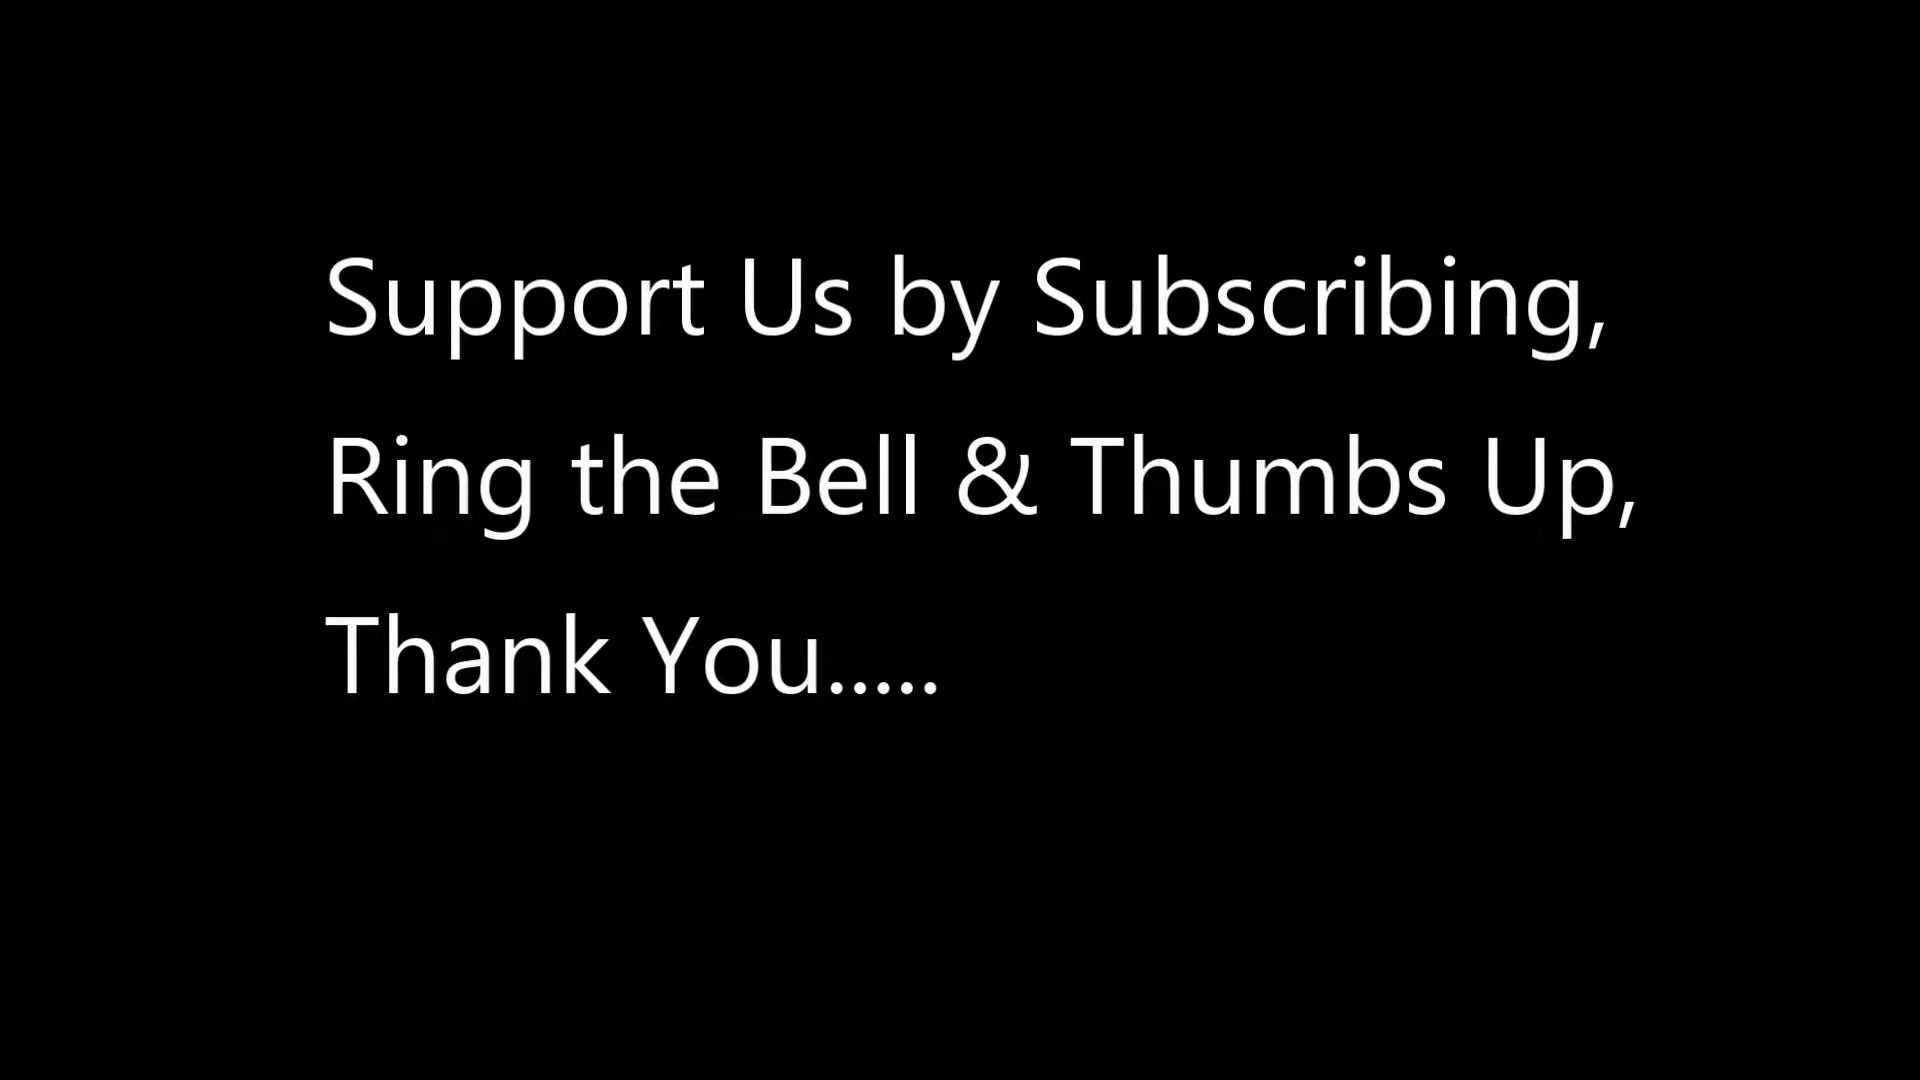 Support Us by Subscribing,
Ring the Bell & Thumbs Up,
Thank You.....